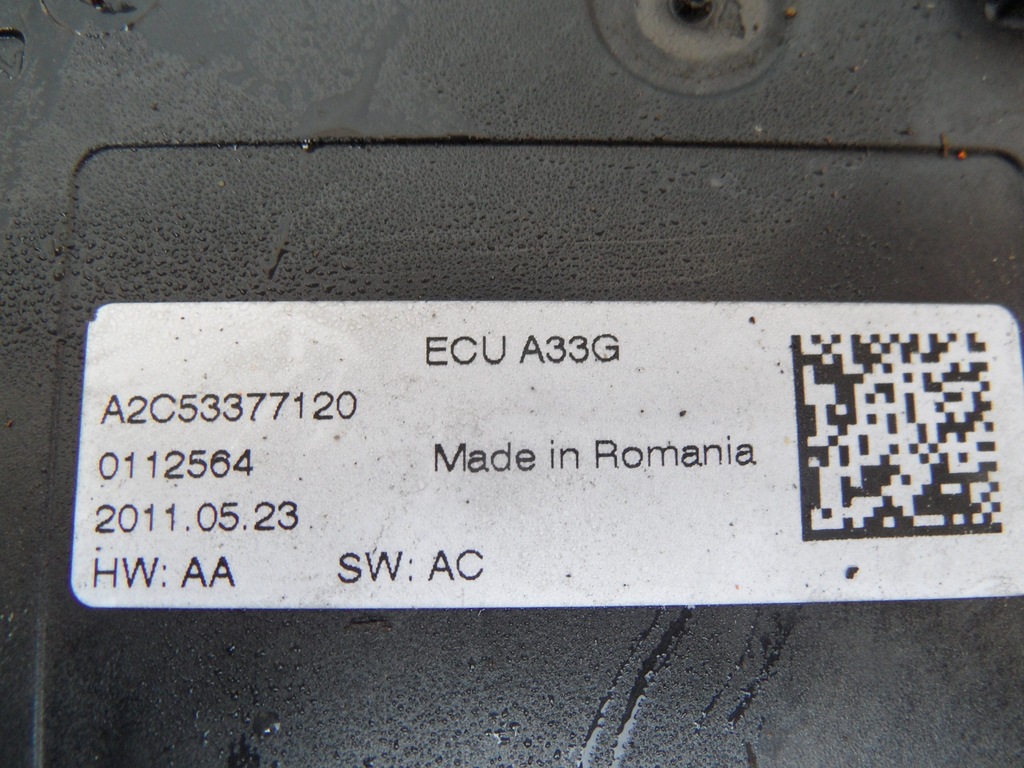 ECU A33G
A2C53377120
0112564
Made in Romania
2011.05.23
HW: AA SW: AC